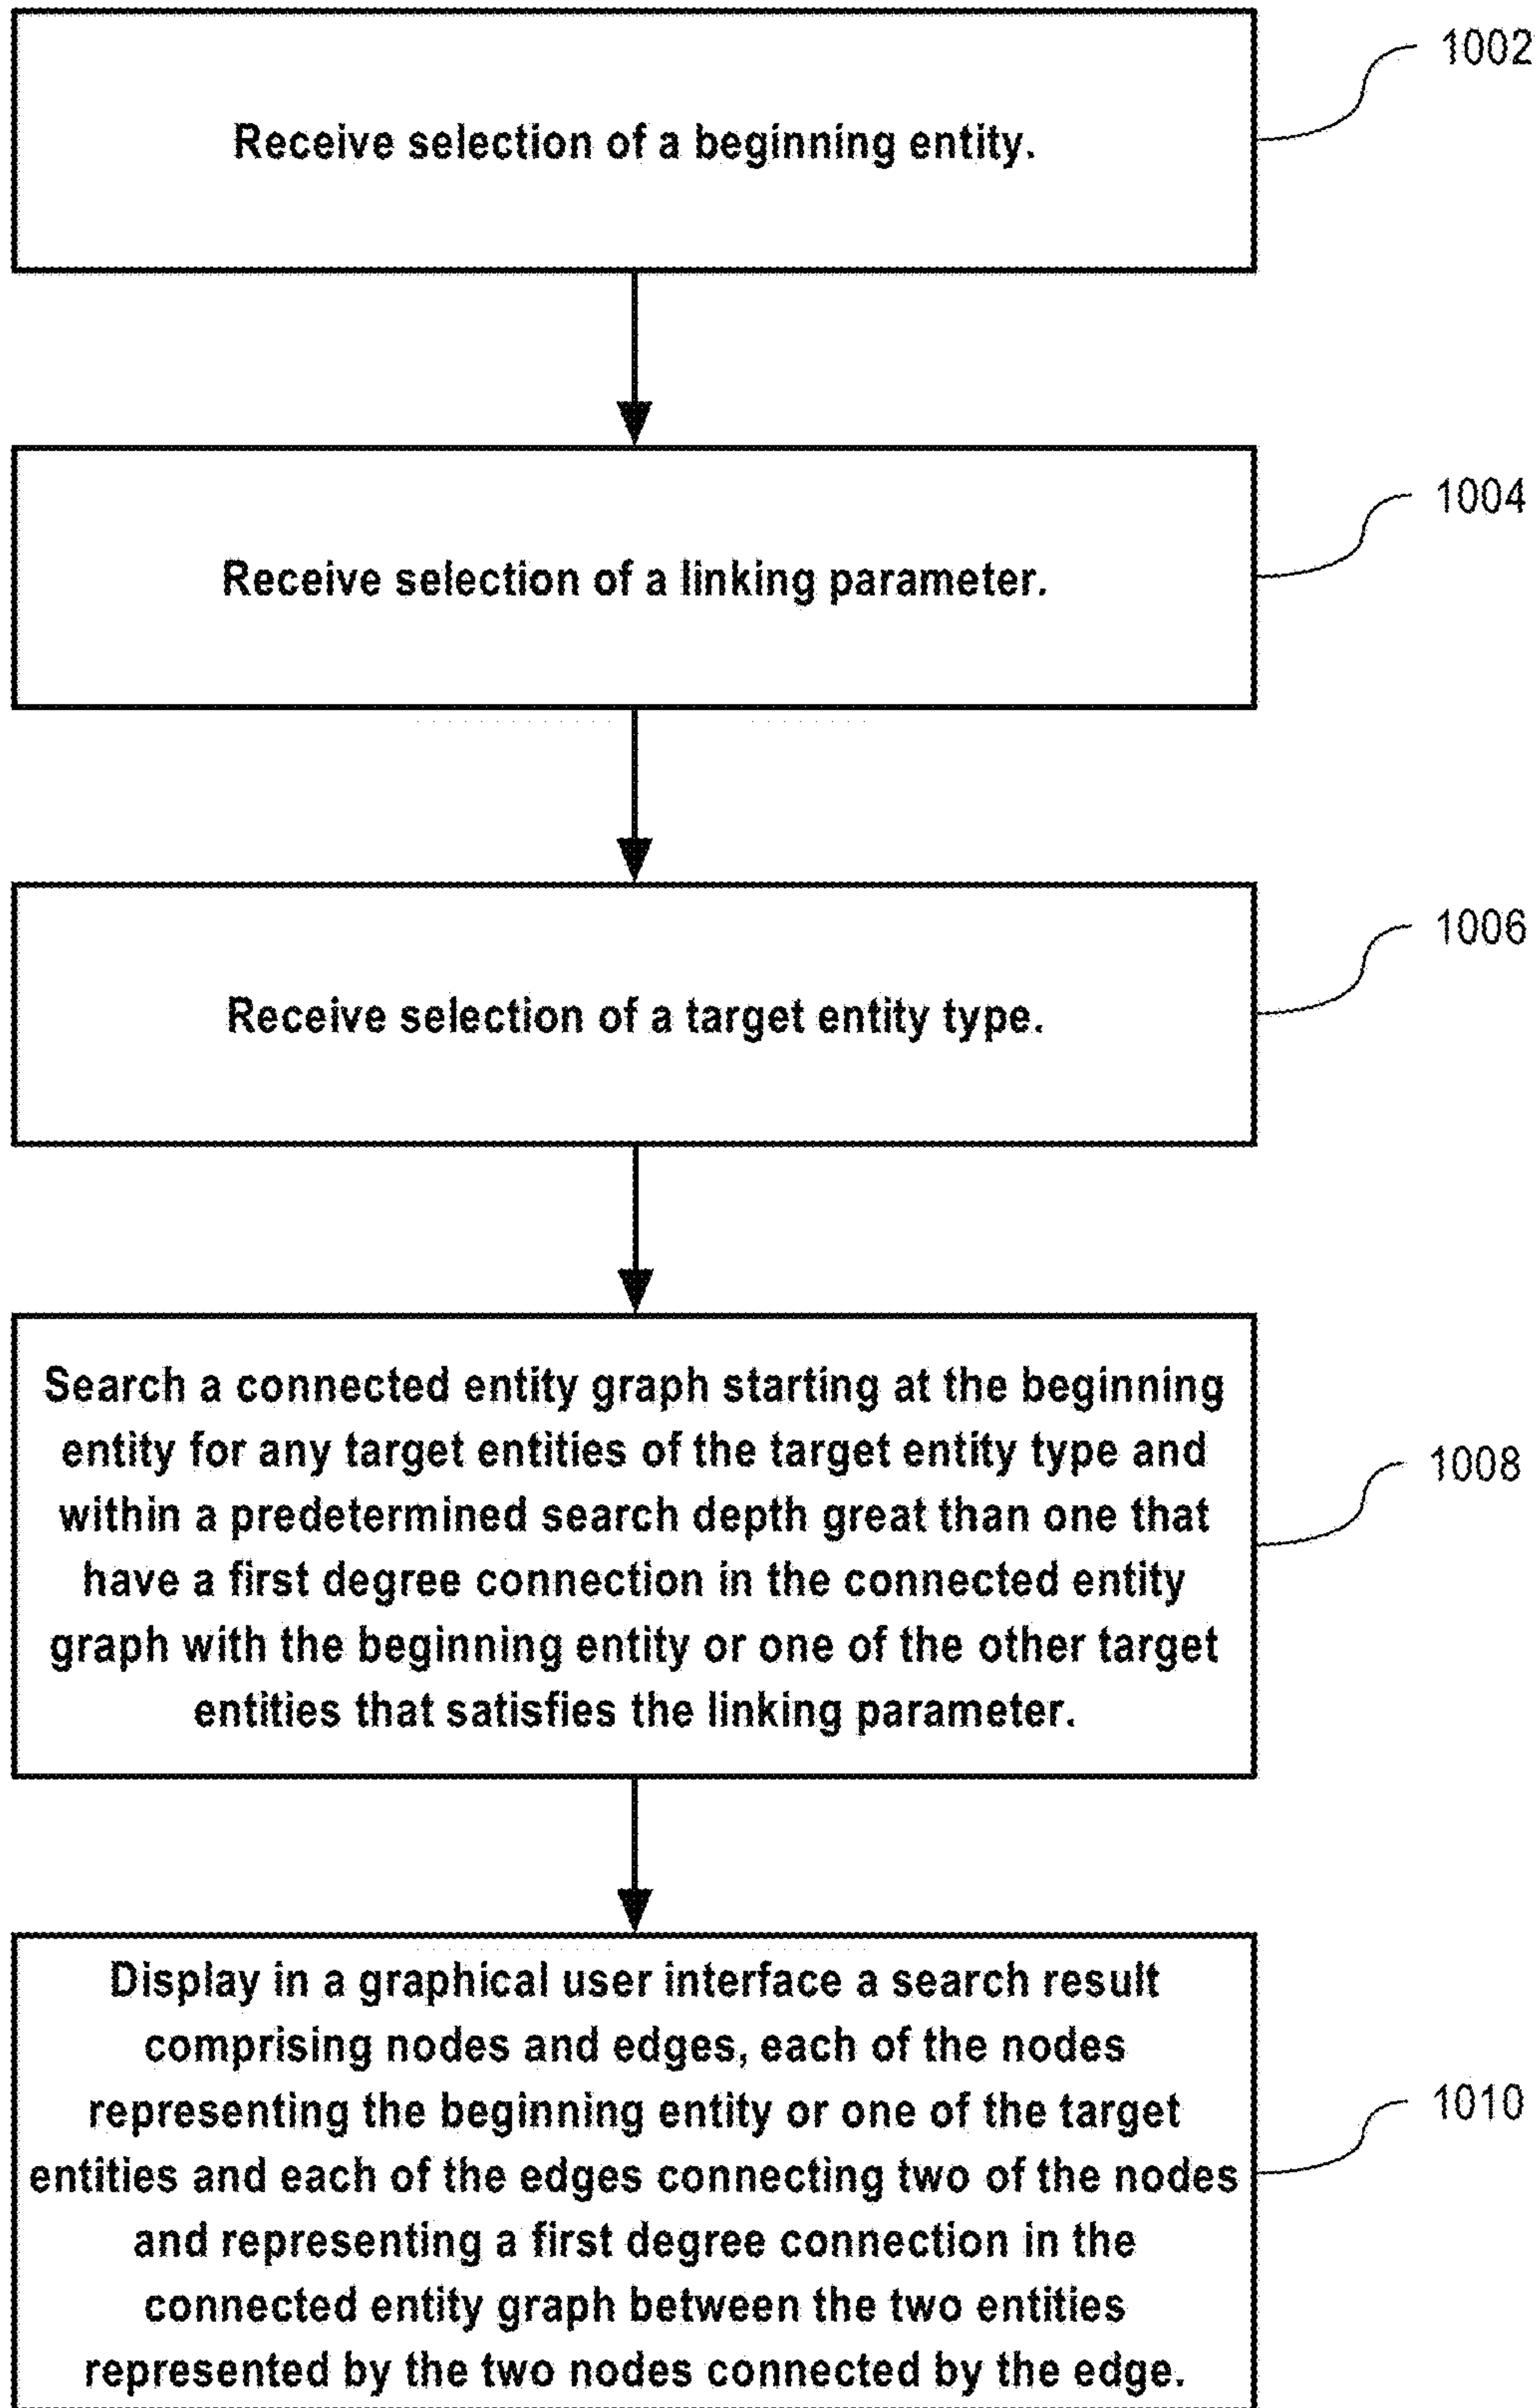 1002
Receive selection of a beginning entity.
1004
Receive selection of a linking parameter.
1006
Receive selection of a target entity type.
Search a connected entity graph starting at the beginning
entity for any target entities of the target entity type and
within a predetermined search depth great than one that
have a first degree connection in the connected entity
graph with the beginning entity or one of the other target
entities that satisfies the linking parameter.
1008
Display in a graphical user interface a search result
comprising nodes and edges, each of the nodes
representing the beginning entity or one of the target
entities and each of the edges connecting two of the nodes
and representing a first degree connection in the
connected entity graph between the two entities
represented by the two nodes connected by the edge.
1010